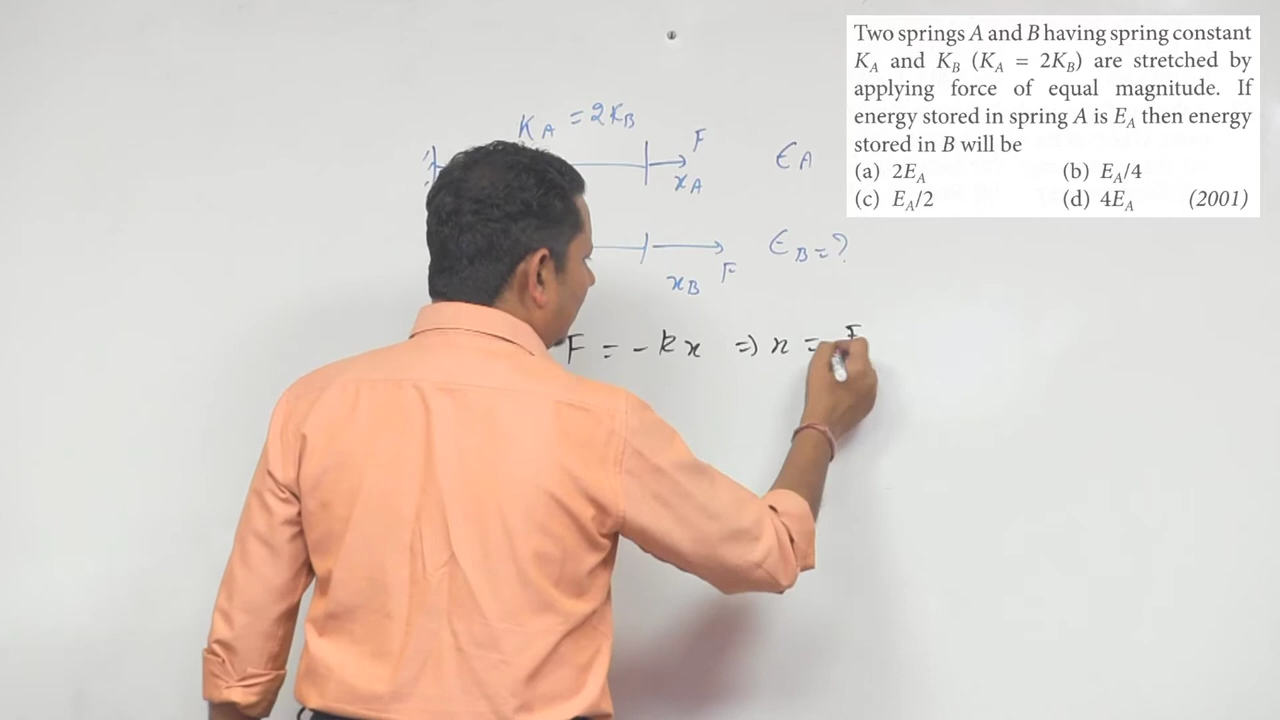 Two springs A and B having spring constant
K_A and K_B (K_A = 2K_B) are stretched by
applying force of equal magnitude. If
energy stored in spring A is E_A then energy
stored in B will be
(a) 2E_A (b) E_A/4
(c) E_A/2 (d) 4E_A (2001)
K_A = 2K_B
F
x_A
E_A
x_B F
E_B = ?
F = - kx ⇒ x = F